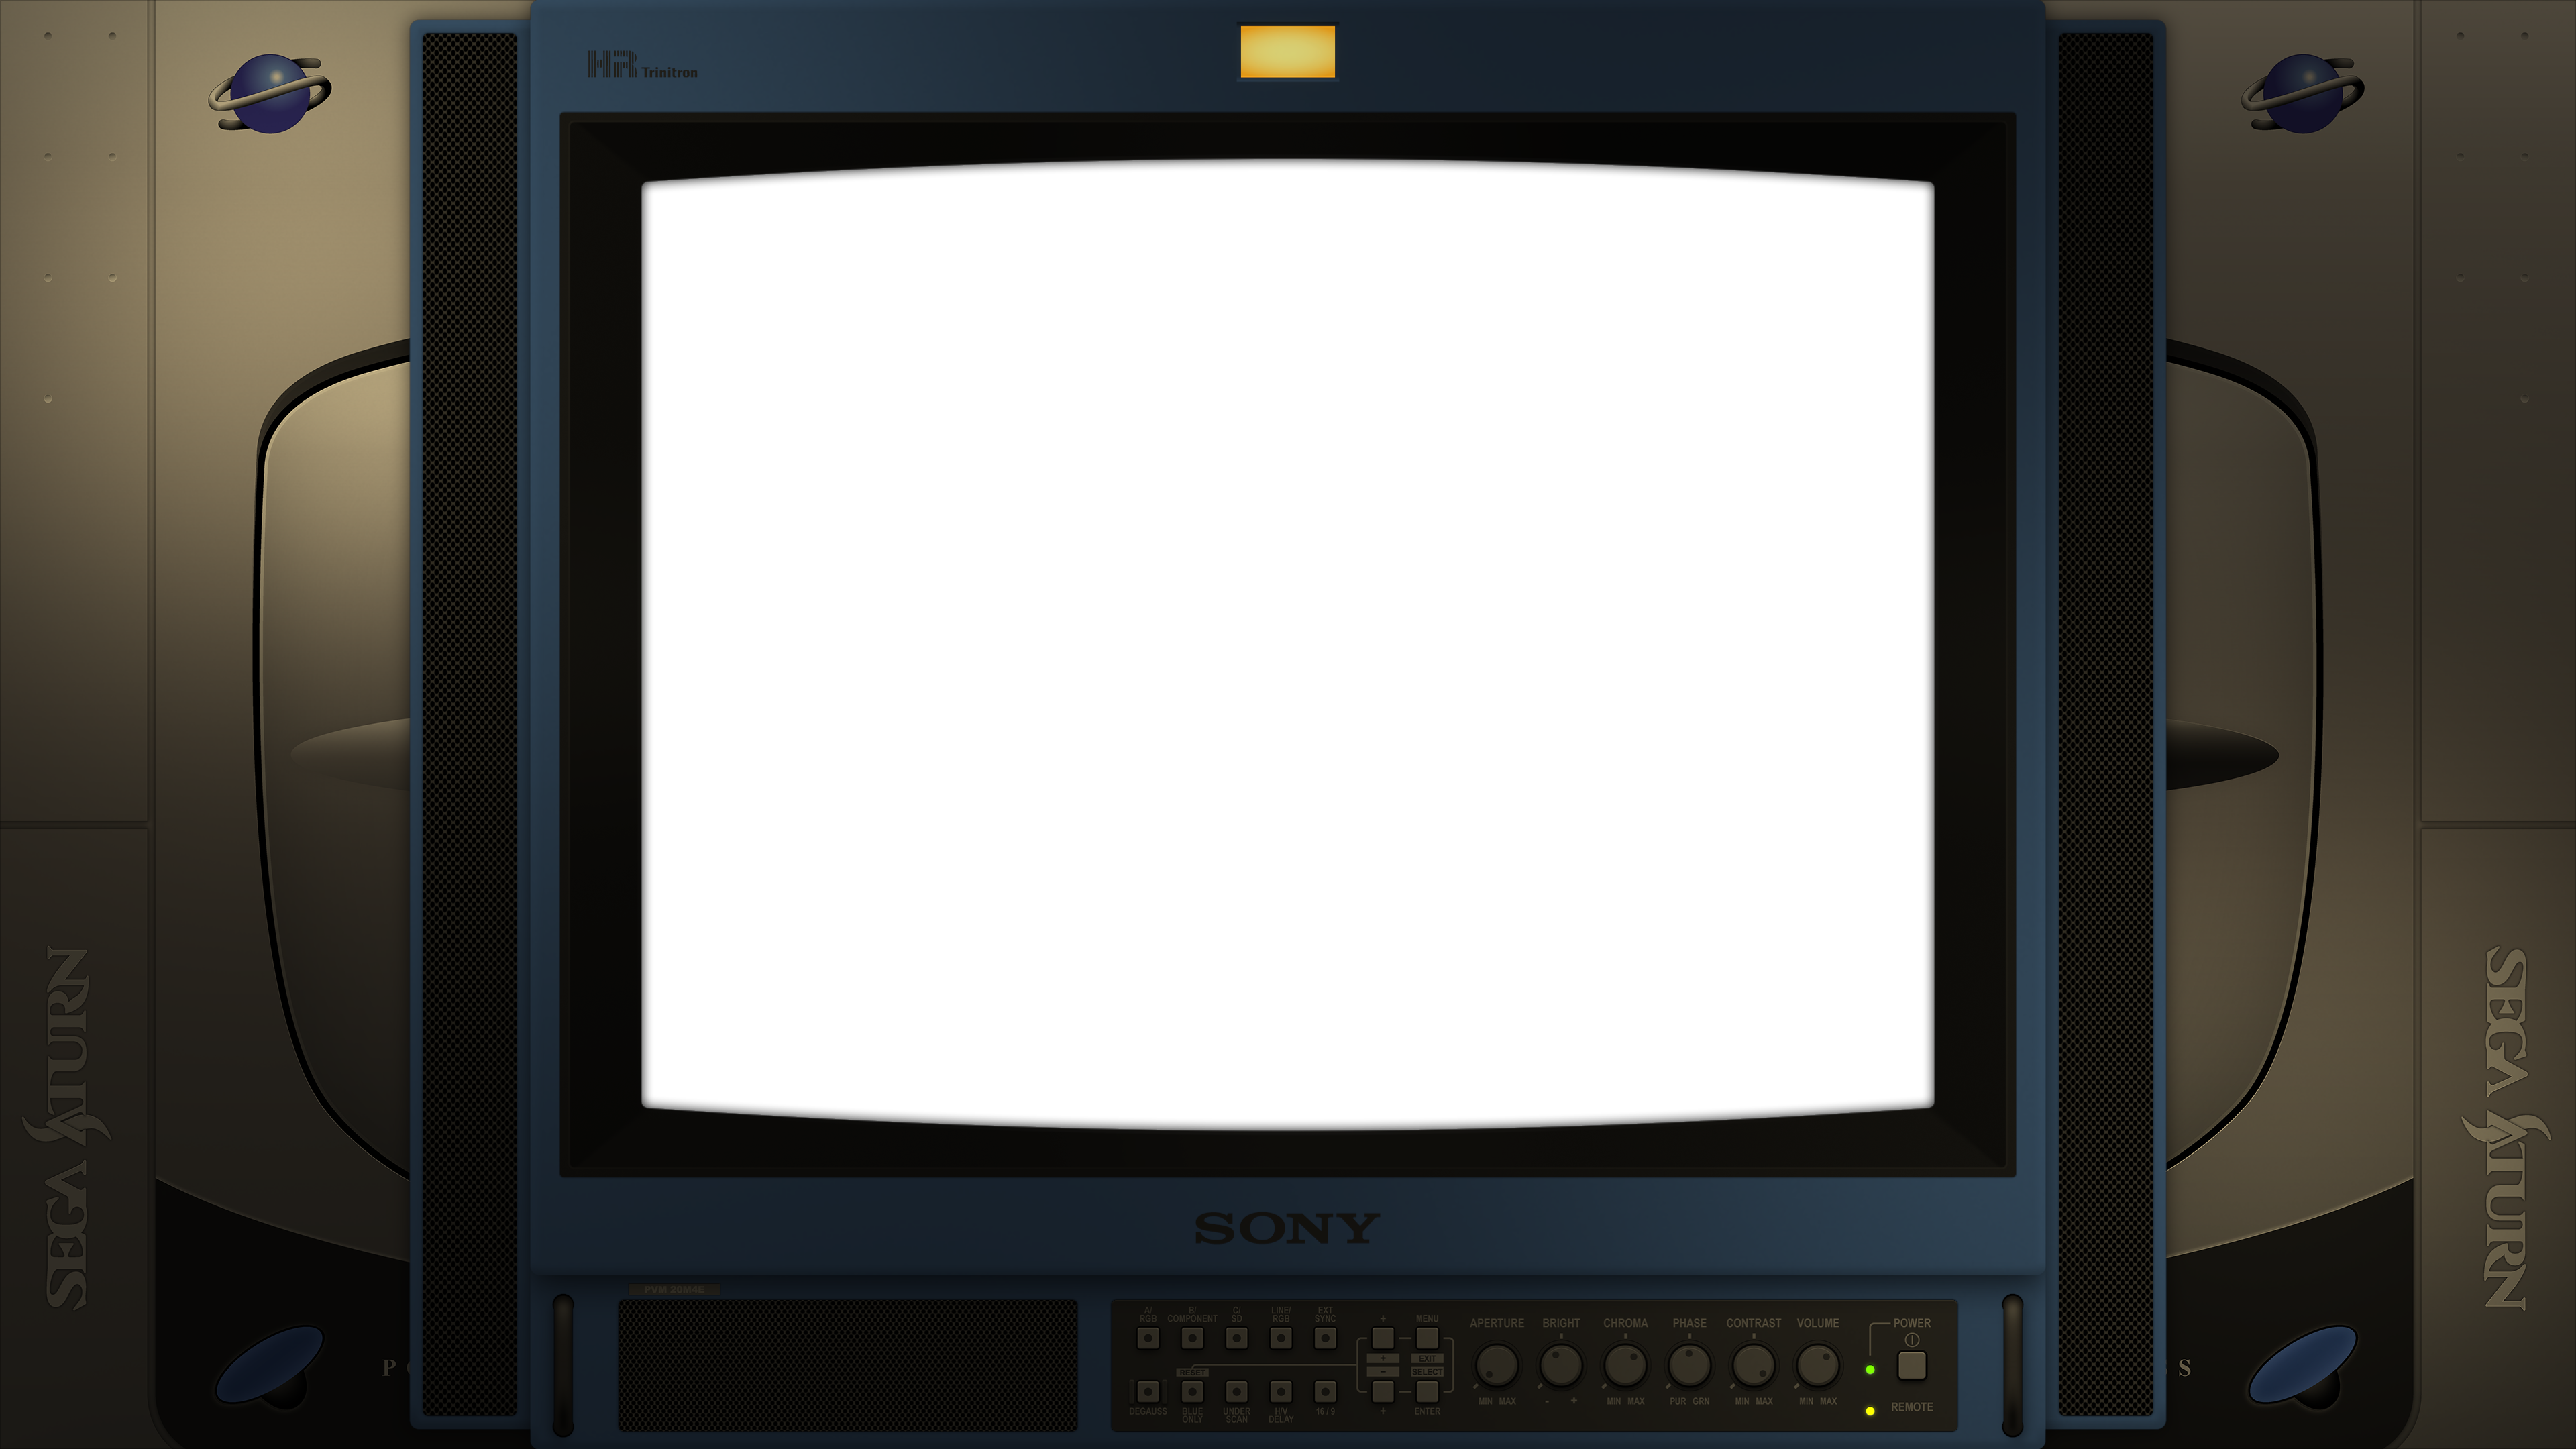 HR Trinitron
SONY
PVM 20M4E
A/ RGB
B/ COMPONENT
C/ SD
LINE/ RGB
EXT SYNC
+
MENU
+
EXIT
RESET
-
SELECT
DEGAUSS
BLUE ONLY
UNDER SCAN
H/V DELAY
16/9
+
ENTER
APERTURE
BRIGHT
CHROMA
PHASE
CONTRAST
VOLUME
MIN MAX
- +
MIN MAX
PUR GRN
MIN MAX
MIN MAX
POWER
REMOTE
SEGA SATURN
SEGA SATURN
P
S